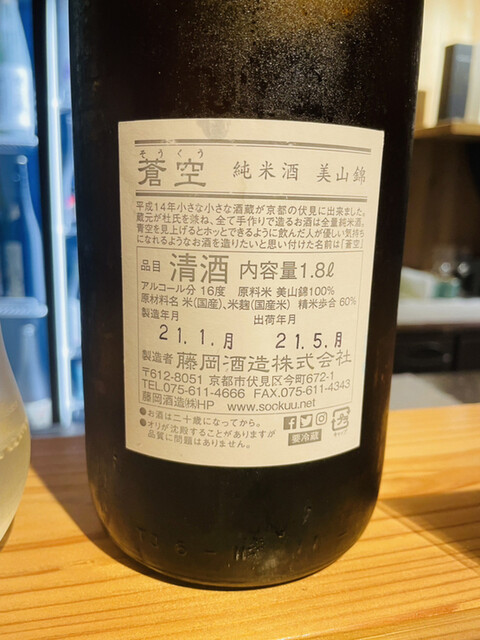 そうくう
蒼空 純米酒 美山錦
平成14年小さな小さな酒蔵が京都の伏見に出来ました。
蔵元が杜氏を兼ね、全て手作りで造るお酒は全量純米酒。
青空を見上げるとホッとできるように飲んだ人が優しい気持ち
になれるようなお酒を造りたいと思い付けた名前は「蒼空」
品目 清酒 内容量1.8ℓ
アルコール分 16度 原料米 美山錦100%
原材料名 米(国産)、米麹(国産米) 精米歩合 60%
製造年月 出荷年月
21.1.月 21.5.月
製造者 藤岡酒造株式会社
〒612-8051 京都市伏見区今町672-1
TEL.075-611-4666 FAX.075-611-4343
藤岡酒造㈱HP www.sookuu.net
●お酒は二十歳になってから。
●オリが沈殿することがありますが
品質に問題はありません。
要冷蔵